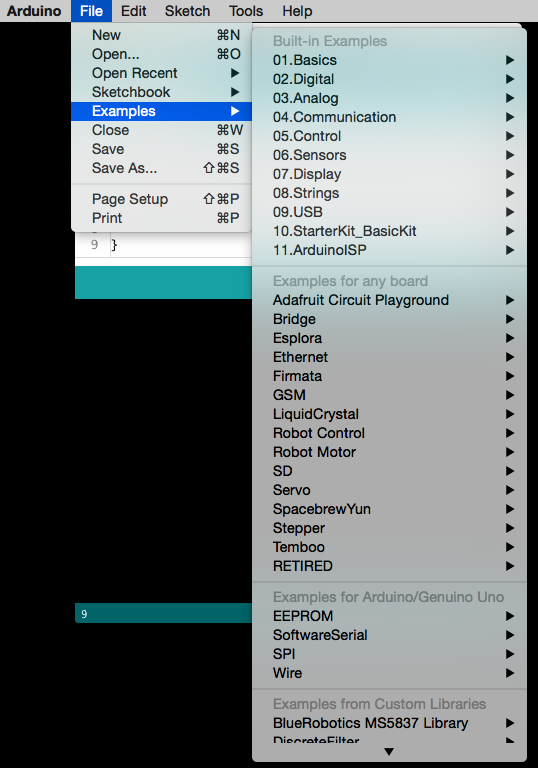 Arduino File Edit Sketch Tools Help
New ⌘N
Open... ⌘O
Open Recent ▶
Sketchbook ▶
Examples ▶
Close ⌘W
Save ⌘S
Save As... ⇧⌘S
Page Setup ⇧⌘P
Print ⌘P
9 }
9
Built-in Examples
01.Basics ▶
02.Digital ▶
03.Analog ▶
04.Communication ▶
05.Control ▶
06.Sensors ▶
07.Display ▶
08.Strings ▶
09.USB ▶
10.StarterKit_BasicKit ▶
11.ArduinoISP ▶
Examples for any board
Adafruit Circuit Playground ▶
Bridge ▶
Esplora ▶
Ethernet ▶
Firmata ▶
GSM ▶
LiquidCrystal ▶
Robot Control ▶
Robot Motor ▶
SD ▶
Servo ▶
SpacebrewYun ▶
Stepper ▶
Temboo ▶
RETIRED ▶
Examples for Arduino/Genuino Uno
EEPROM ▶
SoftwareSerial ▶
SPI ▶
Wire ▶
Examples from Custom Libraries
BlueRobotics MS5837 Library ▶
DiscreteFilter ▶
▼